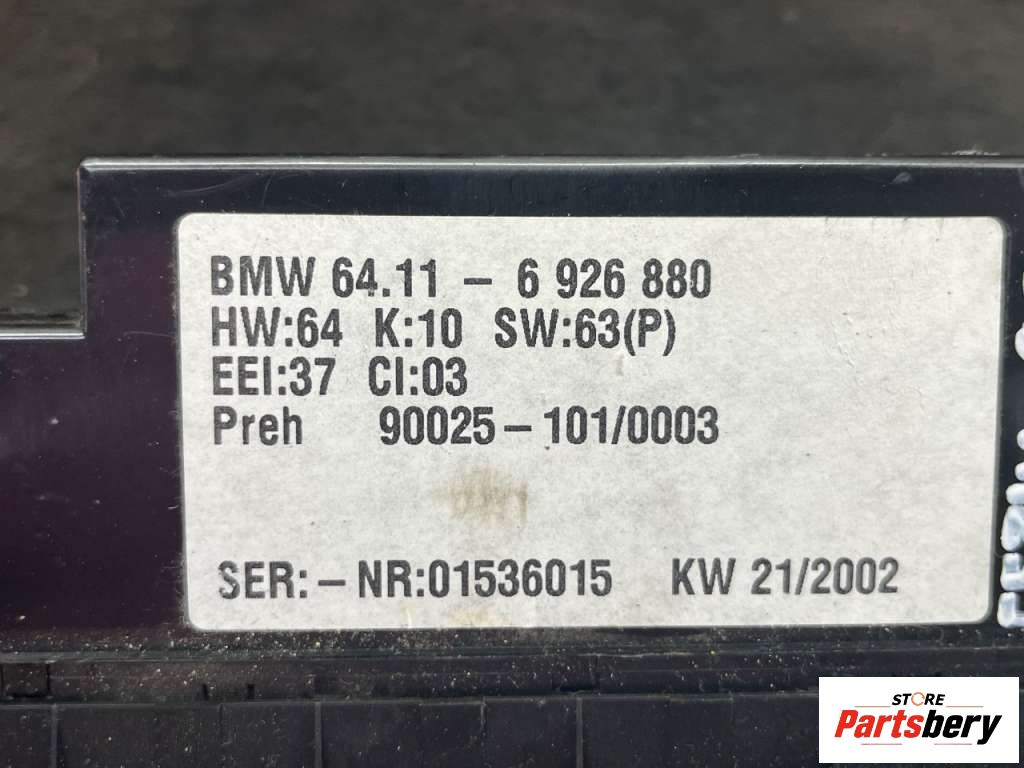 BMW 64.11 – 6 926 880
HW:64 K:10 SW:63(P)
EEI:37 CI:03
Preh 90025 – 101/0003
SER: – NR:01536015 KW 21/2002
STORE
Partsbery